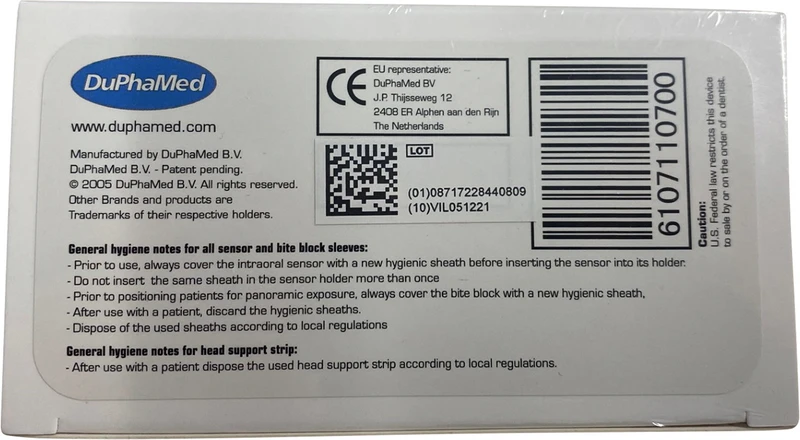 DuPhaMed
www.duphamed.com
Manufactured by DuPhaMed B.V.
DuPhaMed B.V. - Patent pending.
© 2005 DuPhaMed B.V. All rights reserved.
Other Brands and products are
Trademarks of their respective holders.
CE
EU representative:
DuPhaMed BV
J.P. Thijsseweg 12
2408 ER Alphen aan den Rijn
The Netherlands
LOT
(01)08717228440809
(10)VIL051221
6107110700
Caution:
U.S. Federal law restricts this device
to sale by or on the order of a dentist.
General hygiene notes for all sensor and bite block sleeves:
- Prior to use, always cover the intraoral sensor with a new hygienic sheath before inserting the sensor into its holder.
- Do not insert the same sheath in the sensor holder more than once
- Prior to positioning patients for panoramic exposure, always cover the bite block with a new hygienic sheath,
- After use with a patient, discard the hygienic sheaths.
- Dispose of the used sheaths according to local regulations
General hygiene notes for head support strip:
- After use with a patient dispose the used head support strip according to local regulations.